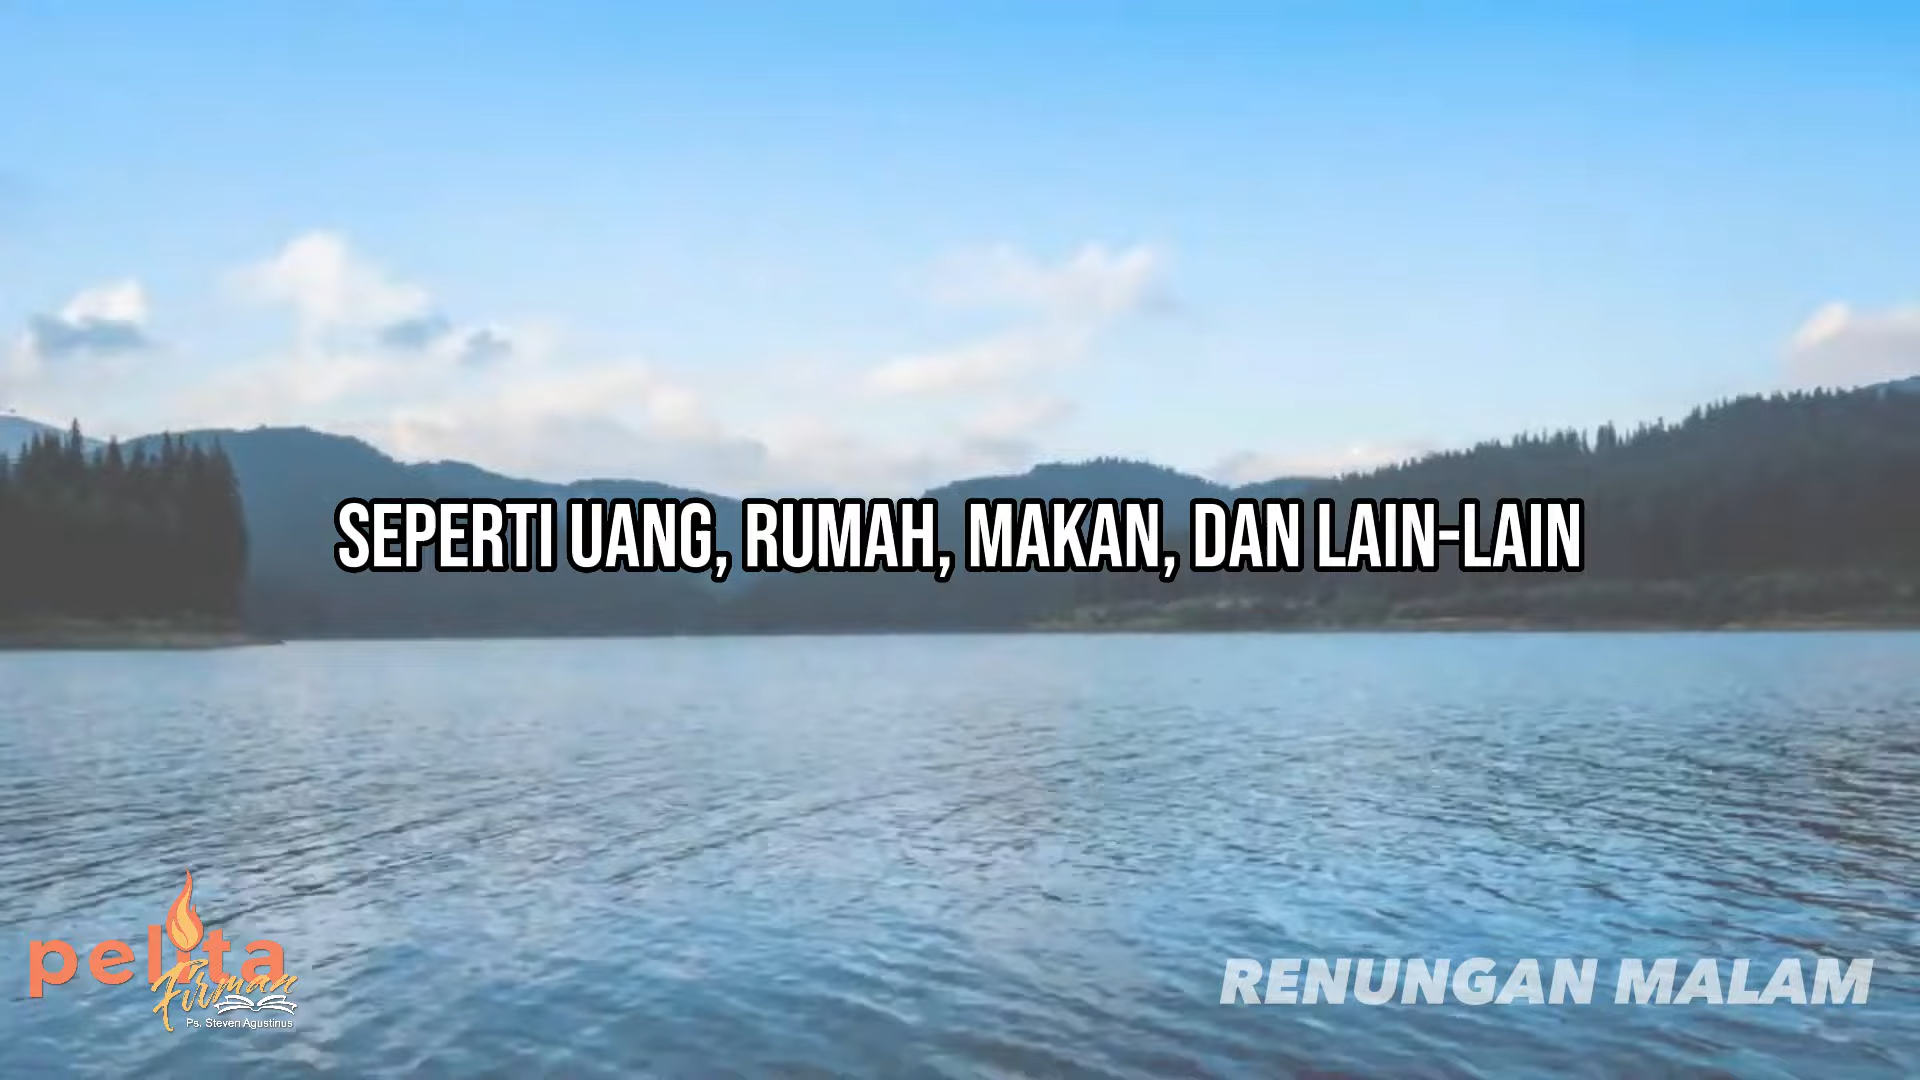 SEPERTI UANG, RUMAH, MAKAN, DAN LAIN-LAIN
pelita
Firman
Ps. Steven Agustinus
RENUNGAN MALAM